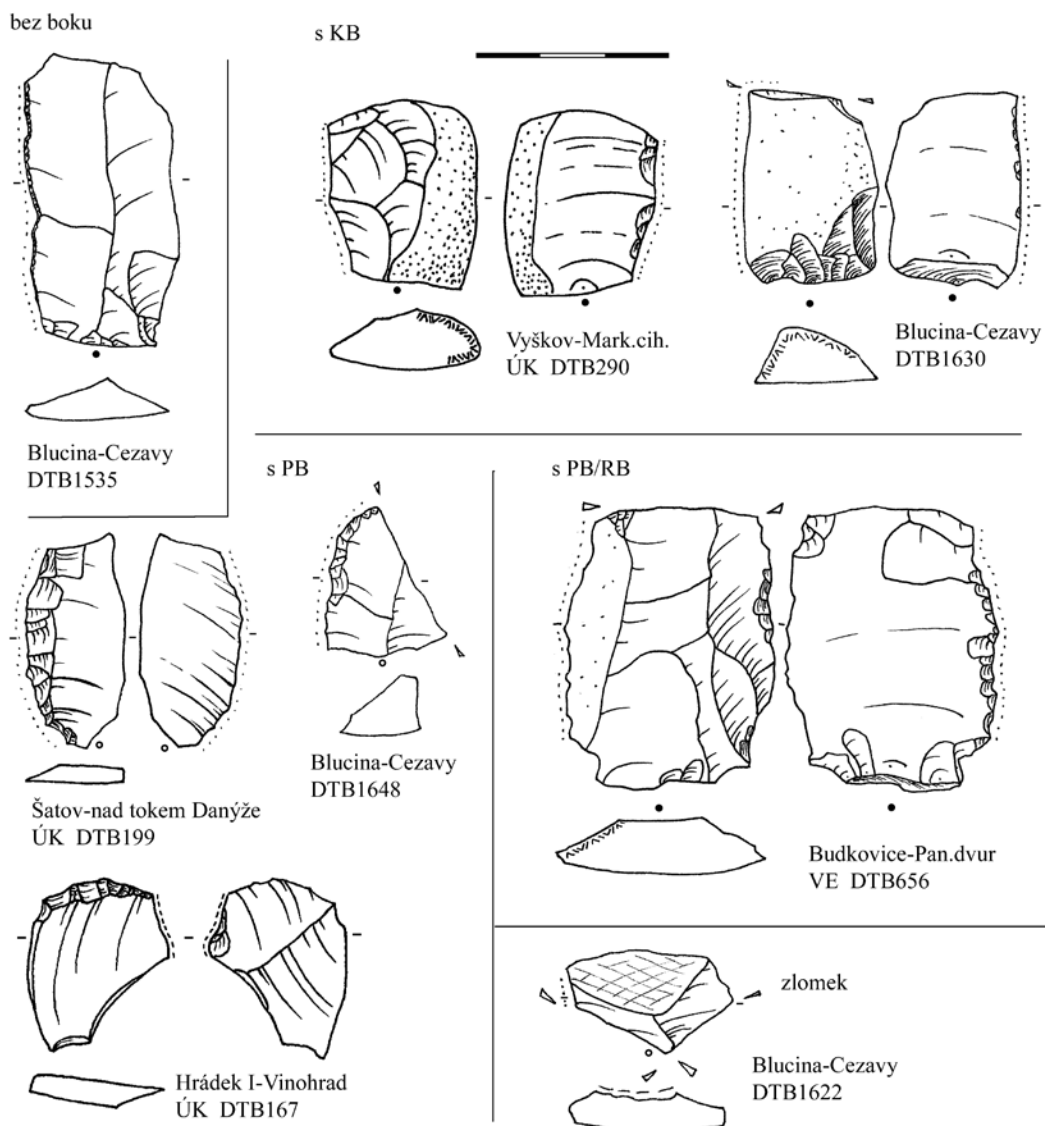 bez boku
s KB
Vyškov-Mark.cih.
ÚK DTB290
Blucina-Cezavy
DTB1630
Blucina-Cezavy
DTB1535
s PB
s PB/RB
Blucina-Cezavy
DTB1648
Šatov-nad tokem Danýže
ÚK DTB199
Budkovice-Pan.dvur
VE DTB656
Hrádek I-Vinohrad
ÚK DTB167
zlomek
Blucina-Cezavy
DTB1622